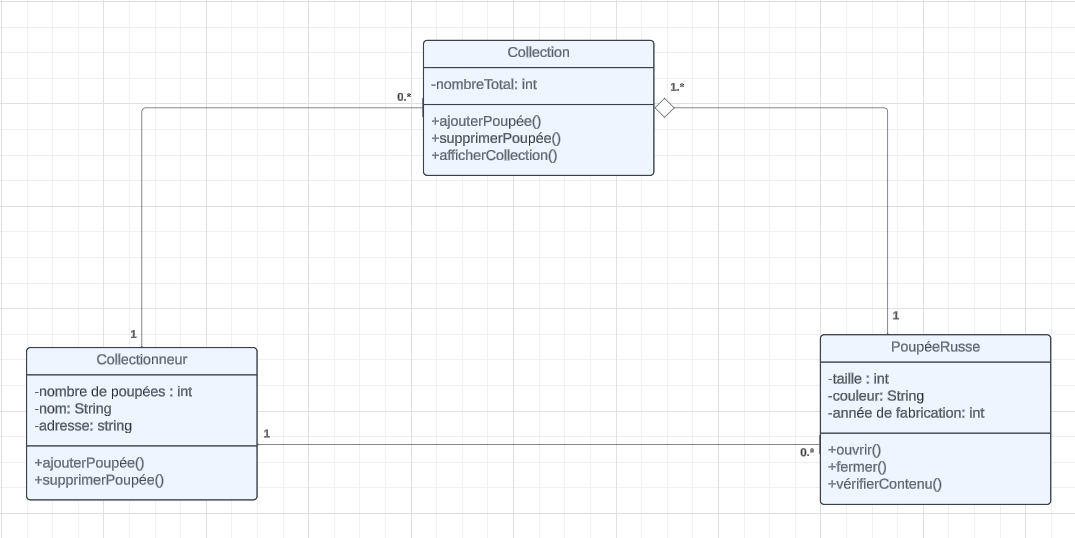 Collection
-nombreTotal: int
+ajouterPoupée()
+supprimerPoupée()
+afficherCollection()
0.*
1.*
1
1
Collectionneur
-nombre de poupées : int
-nom: String
-adresse: string
+ajouterPoupée()
+supprimerPoupée()
1
0.*
PoupéeRusse
-taille : int
-couleur: String
-année de fabrication: int
+ouvrir()
+fermer()
+vérifierContenu()